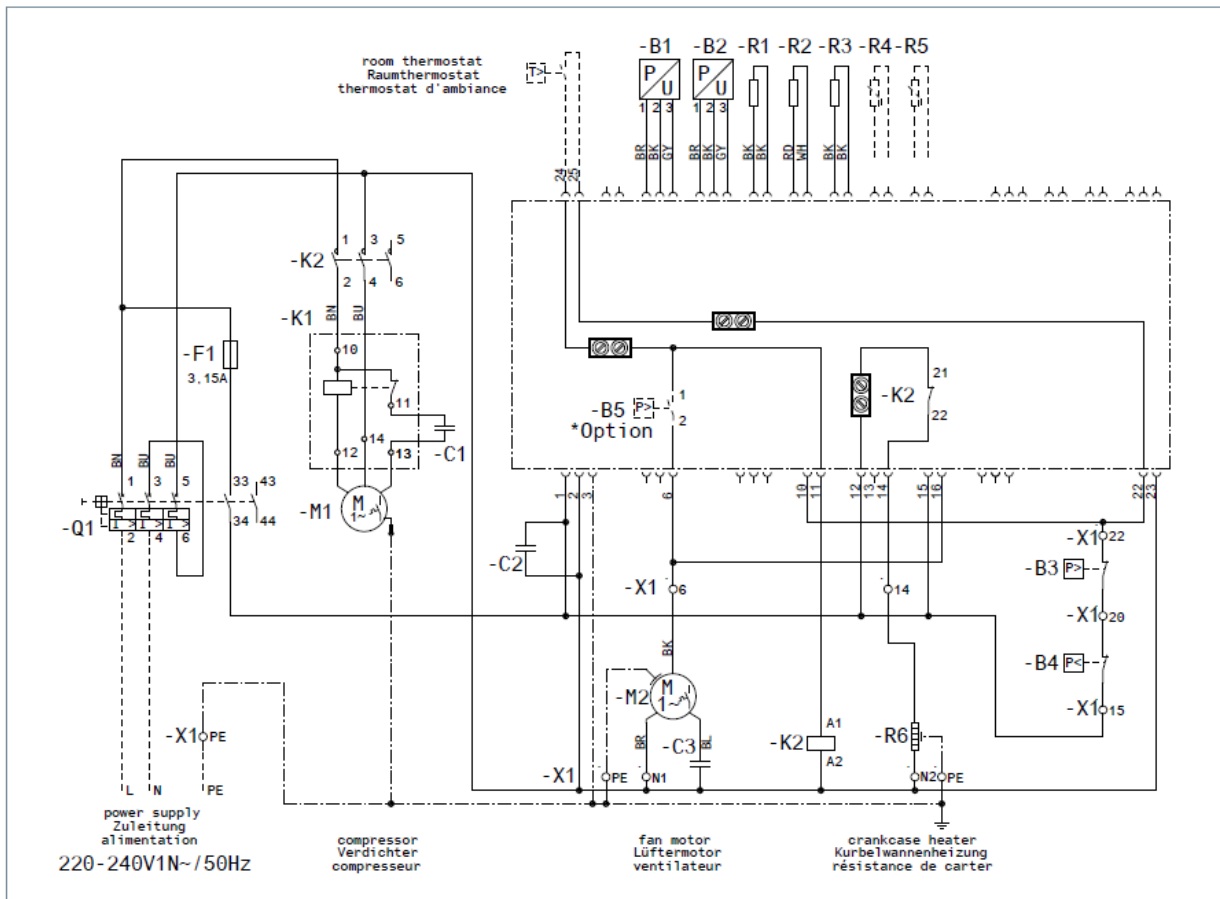 room thermostat
Raumthermostat
thermostat d'ambiance
T>
-B1 -B2 -R1 -R2 -R3 -R4 -R5
P U P U
1 2 3 1 2 3
BR BK GY BR BK GY BK BK RD WH BK BK
24 25
1 3 5
-K2
2 4 6
BN BU
-K1
10
-F1
3,15A
11
12 14 13
-C1
-M1
M
1~
BN BU BU
1 3 5 33 43
-Q1
I > I > I >
2 4 6 34 44
-B5
*Option
P>
1
2
-K2
21
22
1 2 3 6 10 11 12 13 14 15 16 22 23
-C2
-X1 6
14
-X1 22
-B3 P>
-X1 20
-B4 P<
-X1 15
BK
-M2
M
1~
BR
-C3
BL
-K2
A1
A2
-R6
-X1 PE
-X1 PE N1 N2 PE
L N PE
power supply
Zuleitung
alimentation
220-240V1N~/50Hz
compressor
Verdichter
compresseur
fan motor
Lüftermotor
ventilateur
crankcase heater
Kurbelwannenheizung
résistance de carter